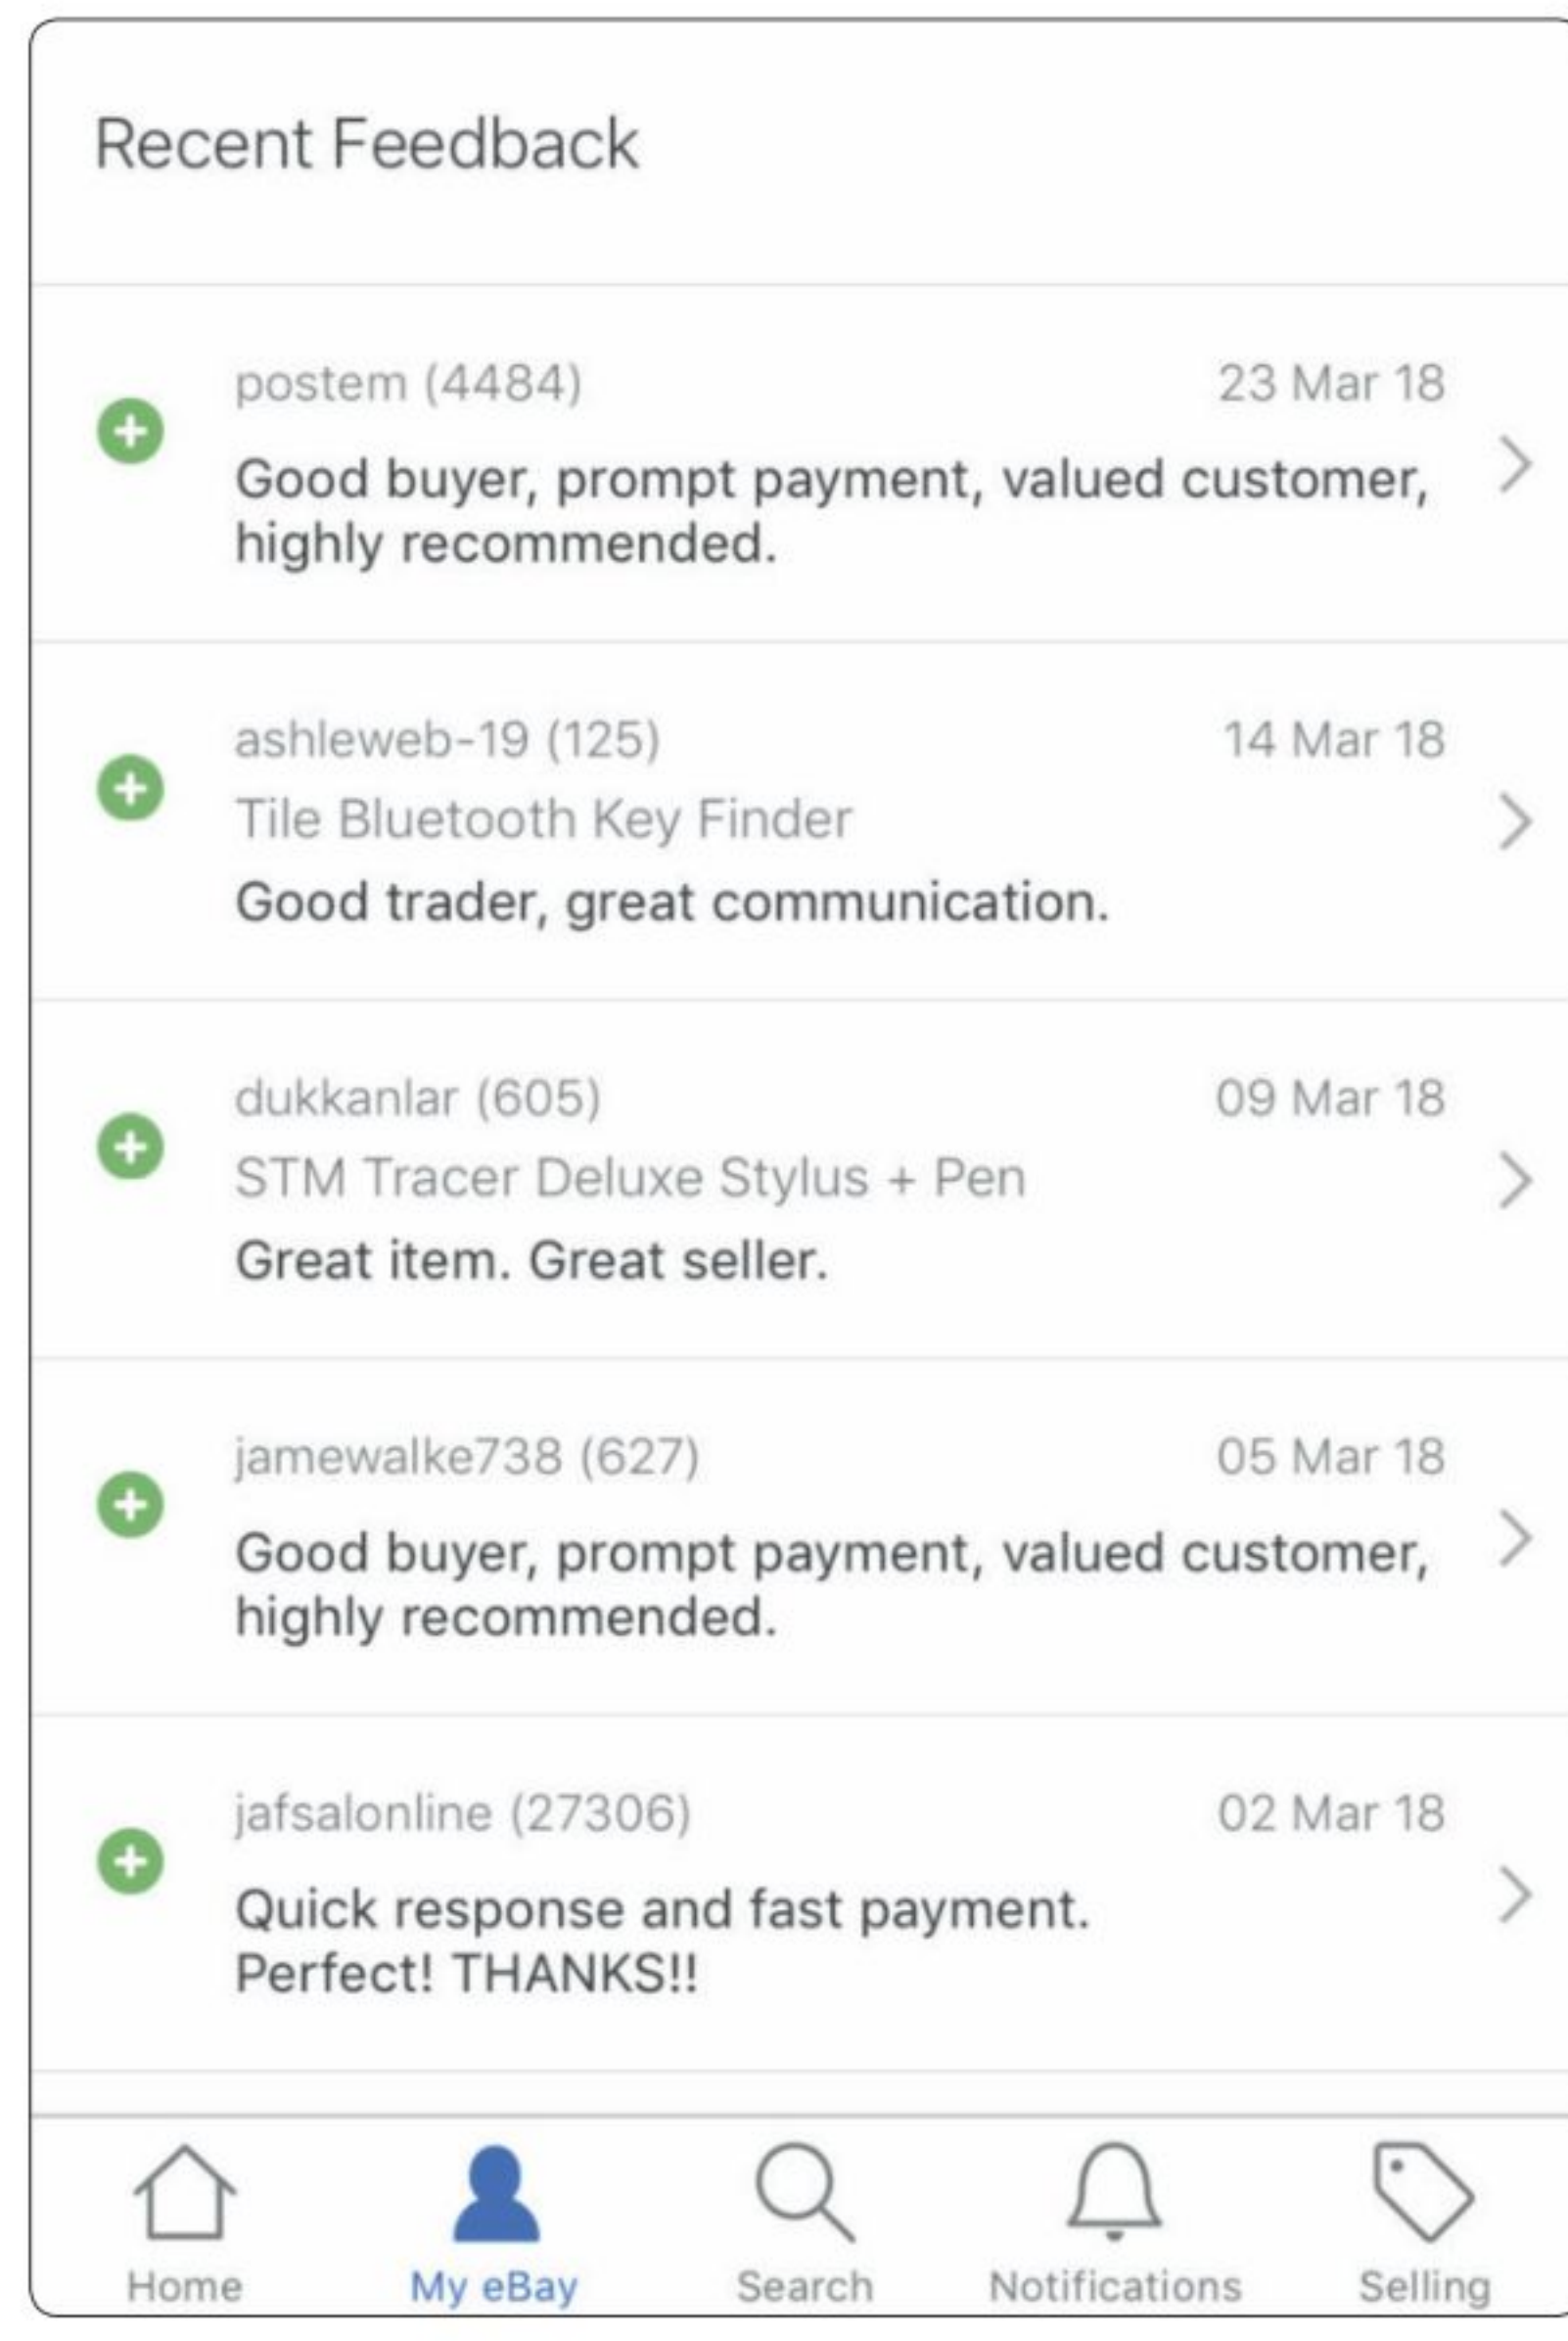 Recent Feedback
postem (4484) 23 Mar 18
Good buyer, prompt payment, valued customer,
highly recommended.
ashleweb-19 (125) 14 Mar 18
Tile Bluetooth Key Finder
Good trader, great communication.
dukkanlar (605) 09 Mar 18
STM Tracer Deluxe Stylus + Pen
Great item. Great seller.
jamewalke738 (627) 05 Mar 18
Good buyer, prompt payment, valued customer,
highly recommended.
jafsalonline (27306) 02 Mar 18
Quick response and fast payment.
Perfect! THANKS!!
Home My eBay Search Notifications Selling